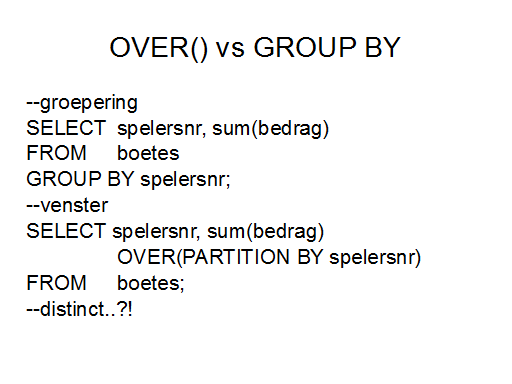 OVER() vs GROUP BY
--groepering
SELECT spelersnr, sum(bedrag)
FROM boetes
GROUP BY spelersnr;
--venster
SELECT spelersnr, sum(bedrag)
OVER(PARTITION BY spelersnr)
FROM boetes;
--distinct..?!